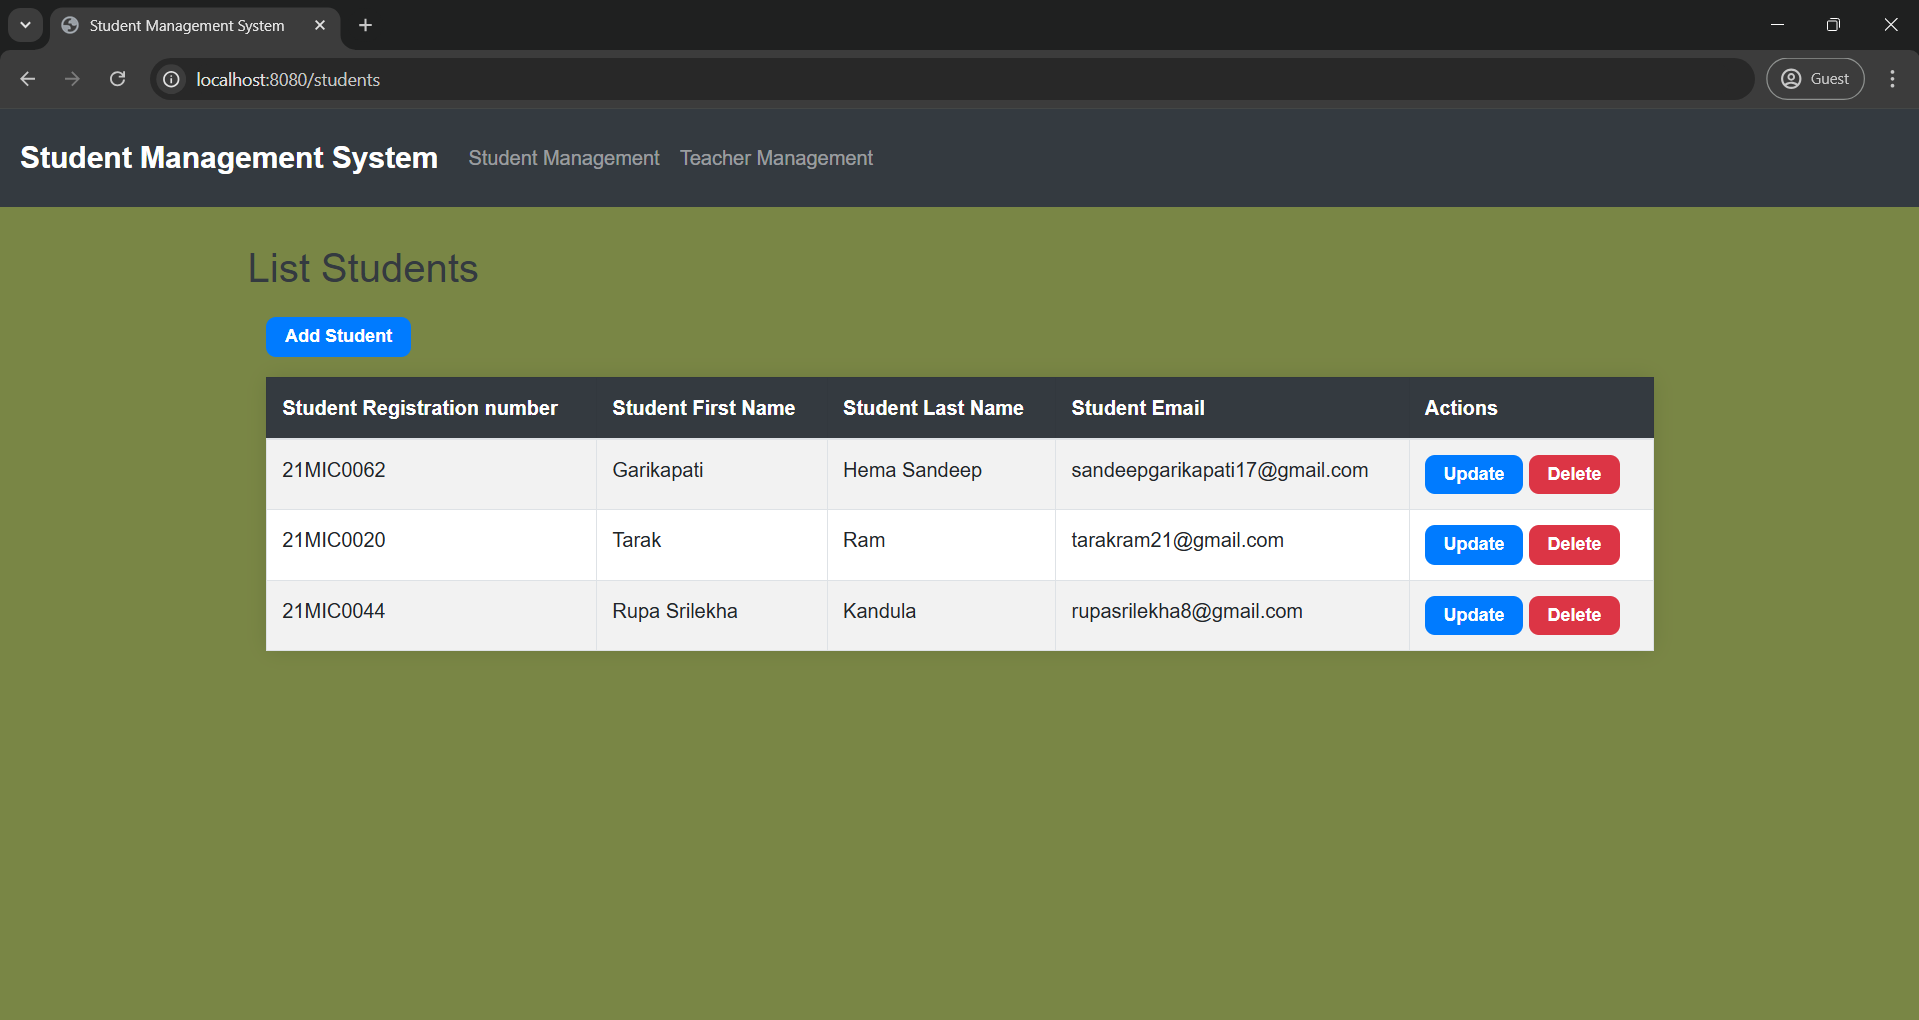 Student Management System
localhost:8080/students
Guest
Student Management System Student Management Teacher Management
List Students
Add Student
Student Registration number Student First Name Student Last Name Student Email Actions
21MIC0062 Garikapati Hema Sandeep sandeepgarikapati17@gmail.com Update Delete
21MIC0020 Tarak Ram tarakram21@gmail.com Update Delete
21MIC0044 Rupa Srilekha Kandula rupasrilekha8@gmail.com Update Delete